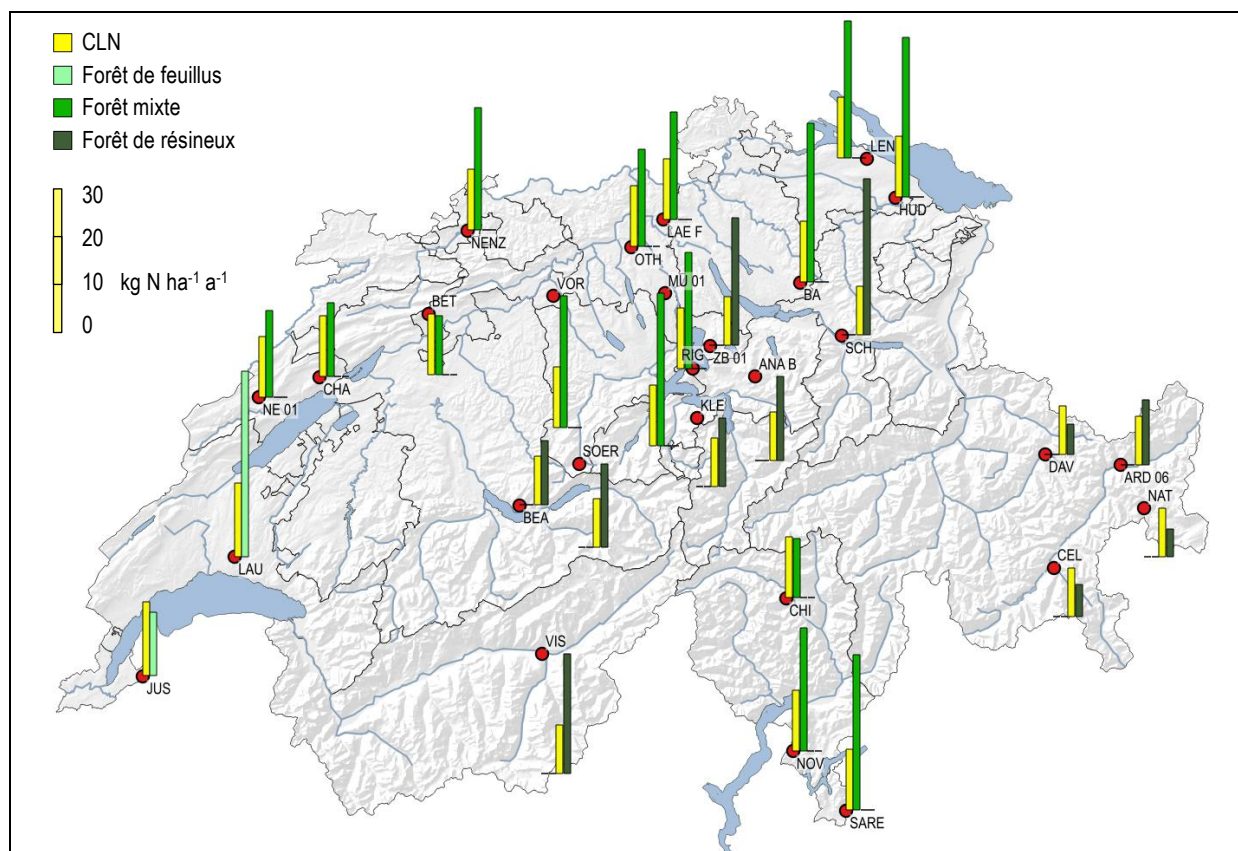 CLN
Forêt de feuillus
Forêt mixte
Forêt de résineux
30
20
10 kg N ha⁻¹ a⁻¹
0
LEN
HUD
NENZ
LAE F
OTH
MU 01
BA
VOR
BET
SCH
ZB 01
RIG
ANA B
CHA
NE 01
KLE
SOER
DAV
ARD 06
NAT
BEA
LAU
CEL
CHI
VIS
JUS
NOV
SARE